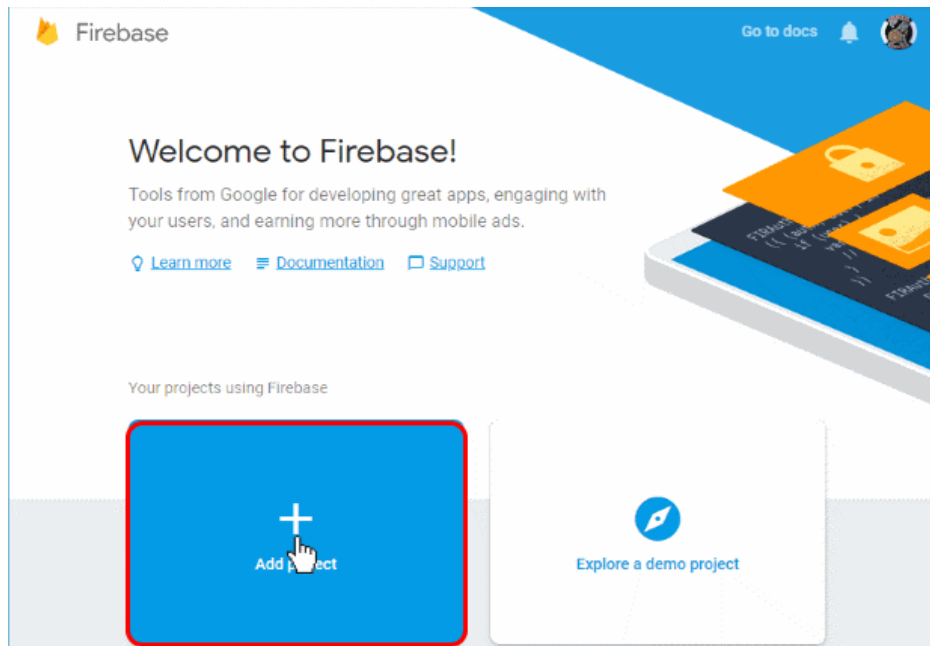 Firebase
Go to docs
Welcome to Firebase!
Tools from Google for developing great apps, engaging with
your users, and earning more through mobile ads.
Learn more Documentation Support
Your projects using Firebase
Add project
Explore a demo project